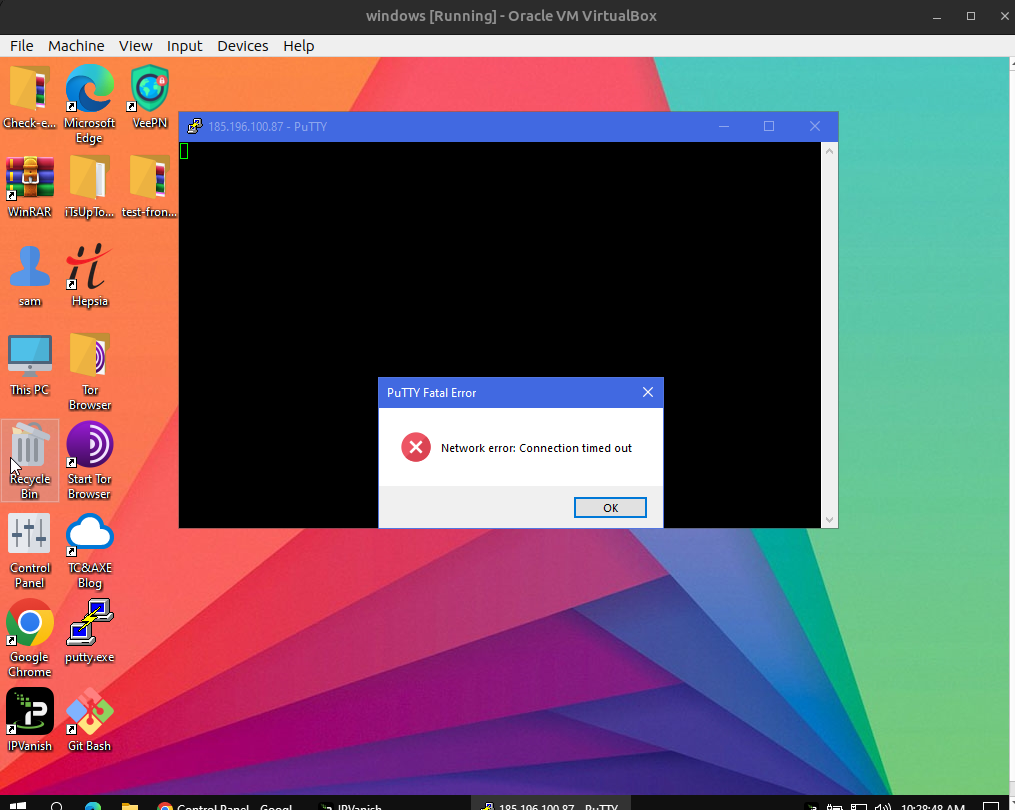 windows [Running] - Oracle VM VirtualBox
File Machine View Input Devices Help
Check-e... Microsoft Edge VeePN
185.196.100.87 - PuTTY
WinRAR iTsUpTo... test-fron...
sam Hepsia
This PC Tor Browser
PuTTY Fatal Error
Network error: Connection timed out
Recycle Bin Start Tor Browser
OK
Control Panel TC&AXE Blog
Google Chrome putty.exe
IPVanish Git Bash
Control Panel - Googl... IPVanish 185.196.100.87 - PuTTY 10:28:48 AM